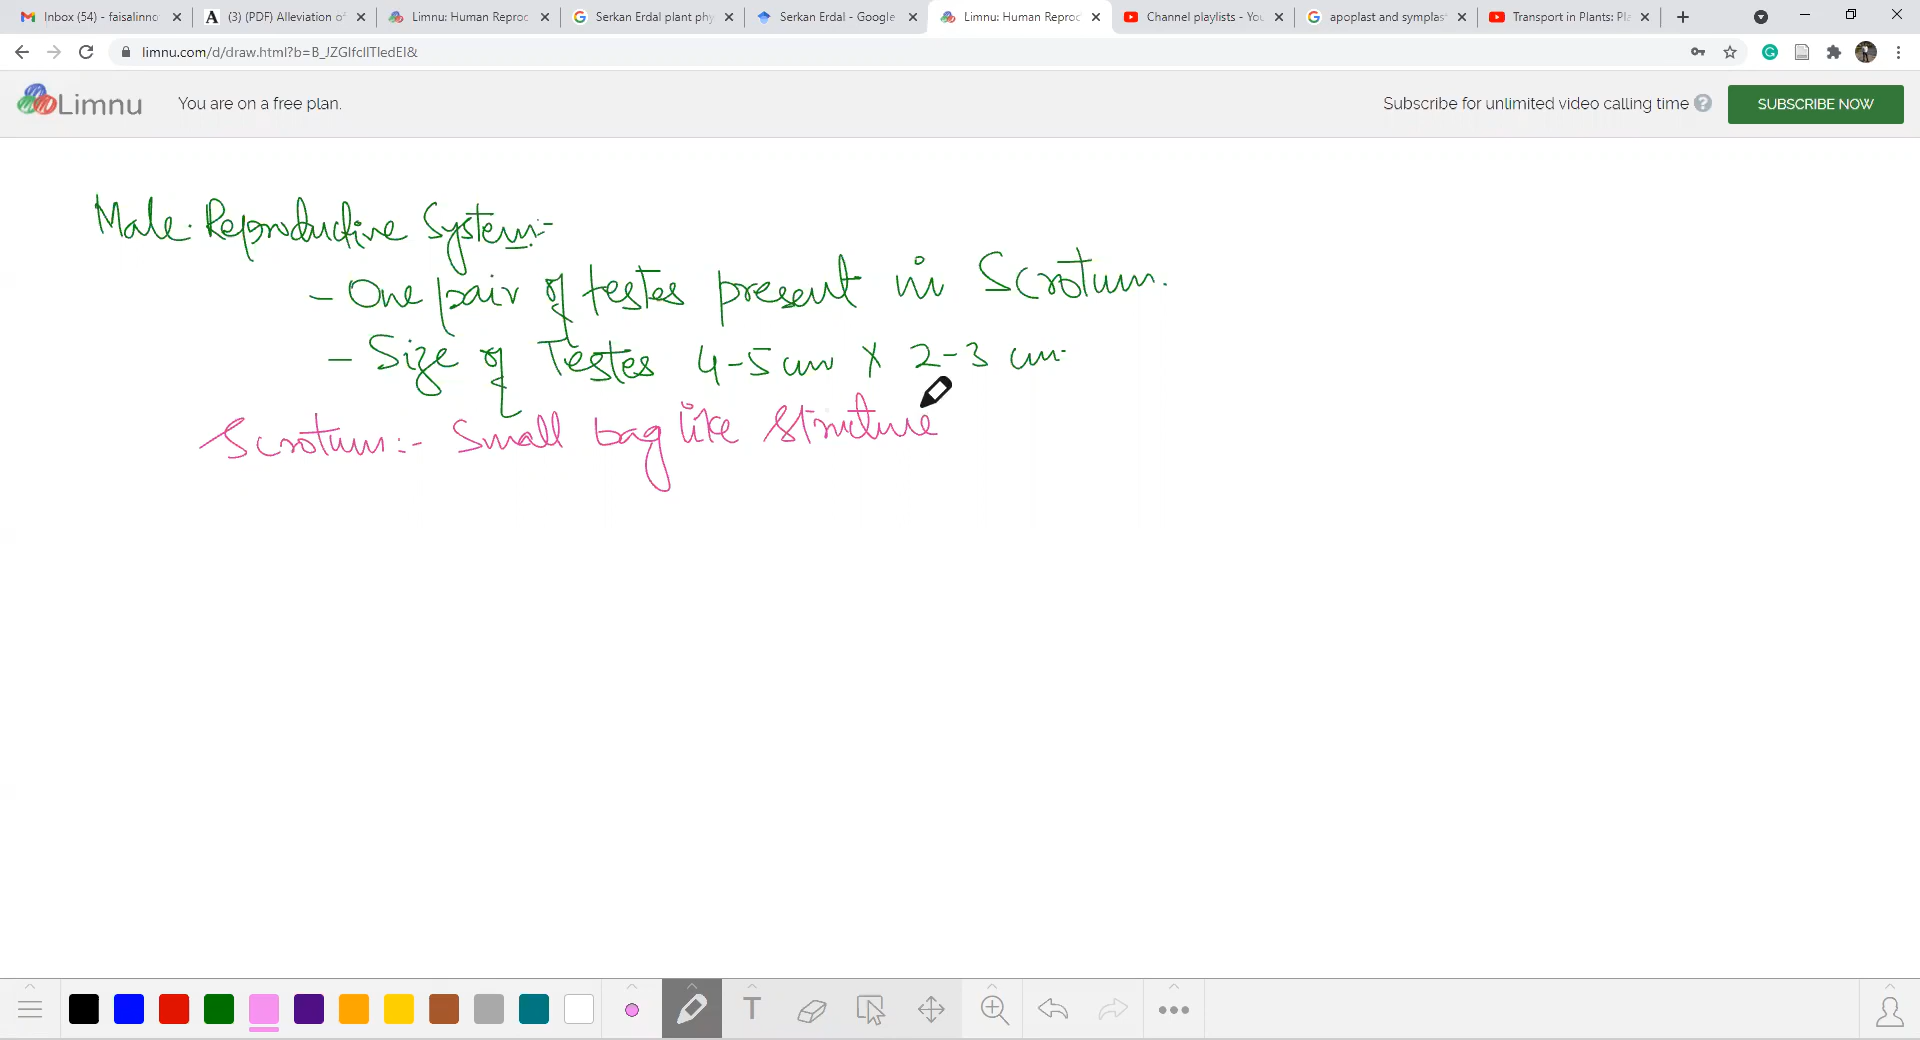 Inbox (54) - faisalinno
(3) (PDF) Alleviation of
Limnu: Human Reproc
Serkan Erdal plant phy
Serkan Erdal - Google
Limnu: Human Reproc
Channel playlists - You
apoplast and symplas
Transport in Plants: Pla
limnu.com/d/draw.html?b=B_JZGIfcIITledEI&
Limnu
You are on a free plan.
Subscribe for unlimited video calling time ?
SUBSCRIBE NOW
Male. Reproductive System:-
- One pair of testes present in Scrotum.
- Size of Testes 4-5 cm X 2-3 cm.
Scrotum:- Small bag like Structure
T